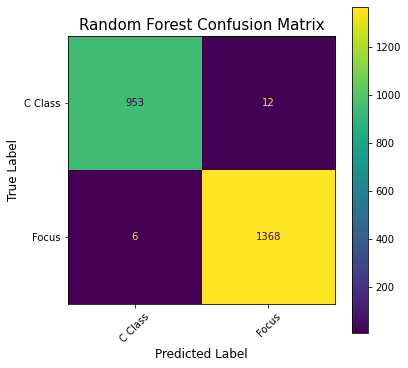 Random Forest Confusion Matrix
True Label
C Class
Focus
953
12
6
1368
C Class
Focus
Predicted Label
1200
1000
800
600
400
200